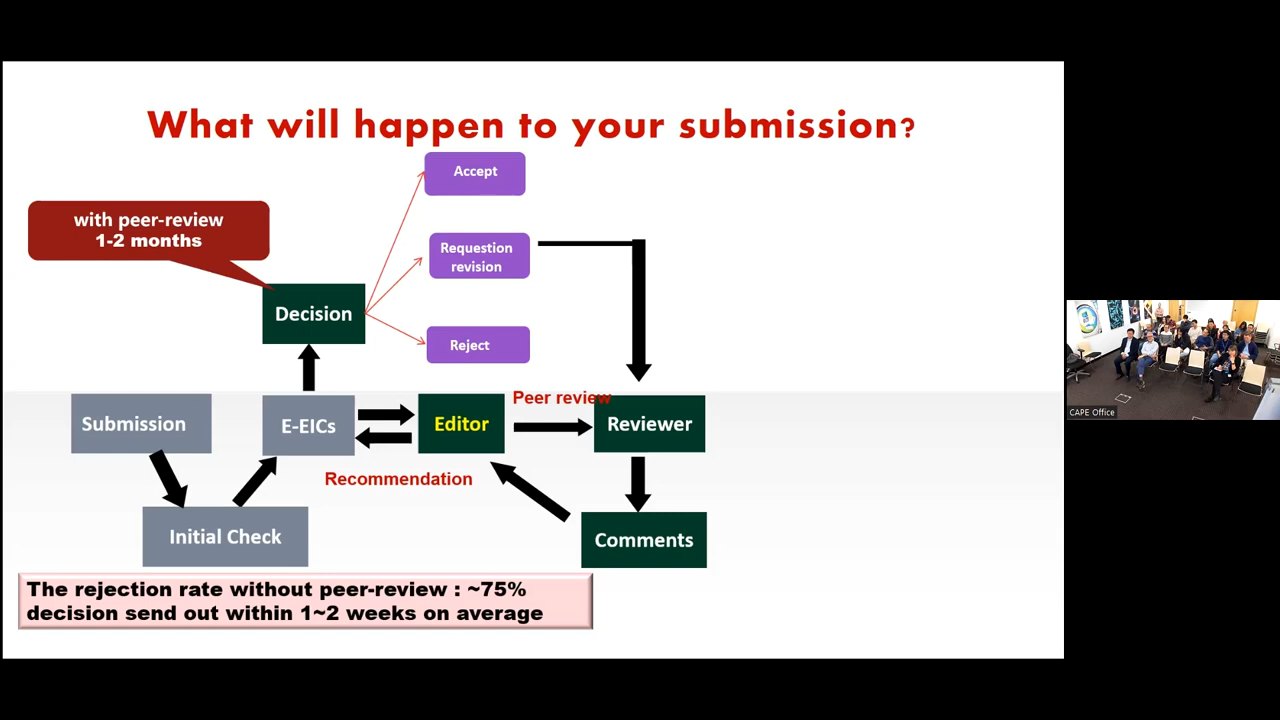 What will happen to your submission?
Accept
with peer-review
1-2 months
Requestion
revision
Decision
Reject
Peer review
Submission
E-EICs
Editor
Reviewer
Recommendation
Initial Check
Comments
The rejection rate without peer-review : ~75%
decision send out within 1~2 weeks on average
CAPE Office